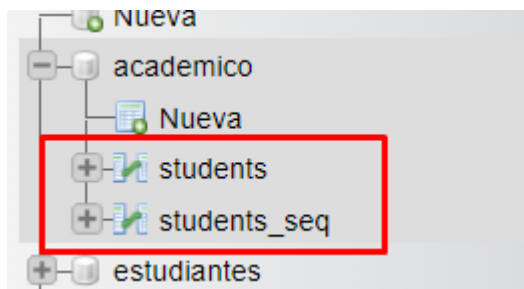 Nueva
academico
Nueva
students
students_seq
estudiantes